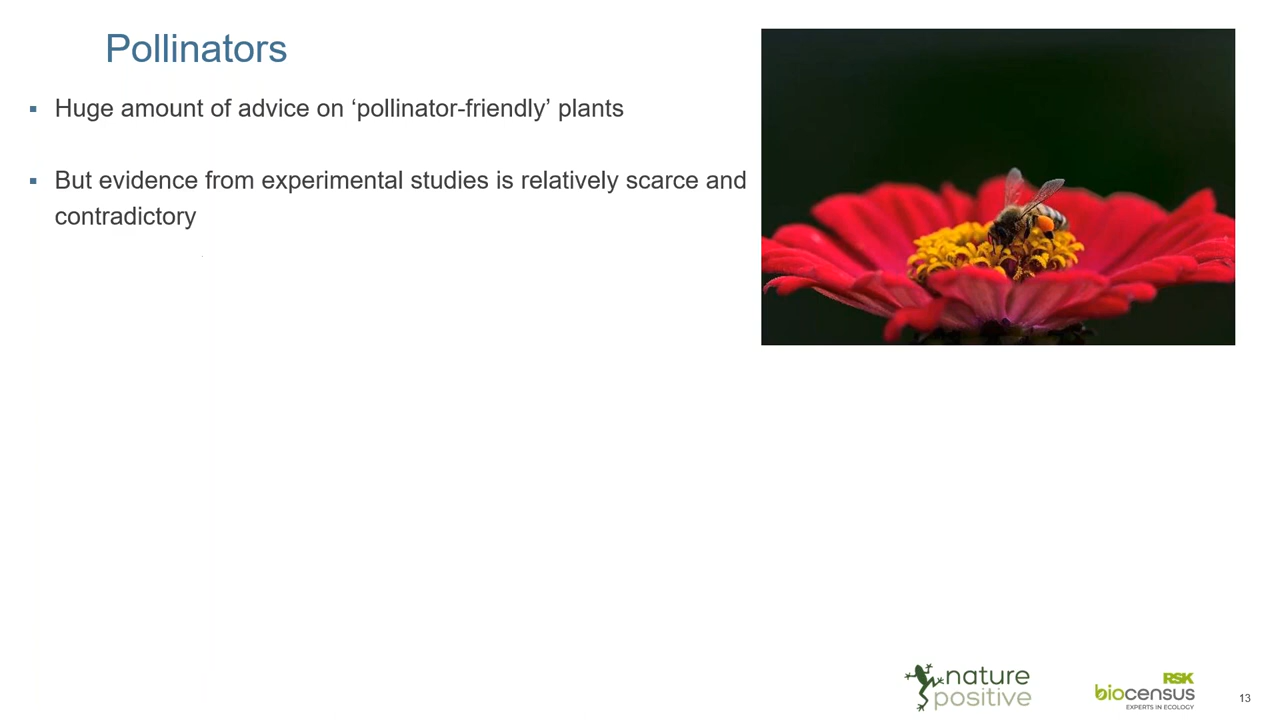 Pollinators
▪ Huge amount of advice on ‘pollinator-friendly’ plants
▪ But evidence from experimental studies is relatively scarce and
contradictory
nature
positive
RSK
biocensus
EXPERTS IN ECOLOGY
13